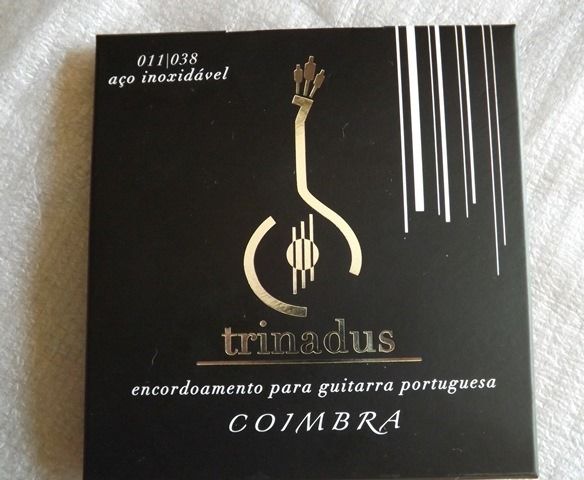 011|038
aço inoxidável
trinadus
encordoamento para guitarra portuguesa
COIMBRA